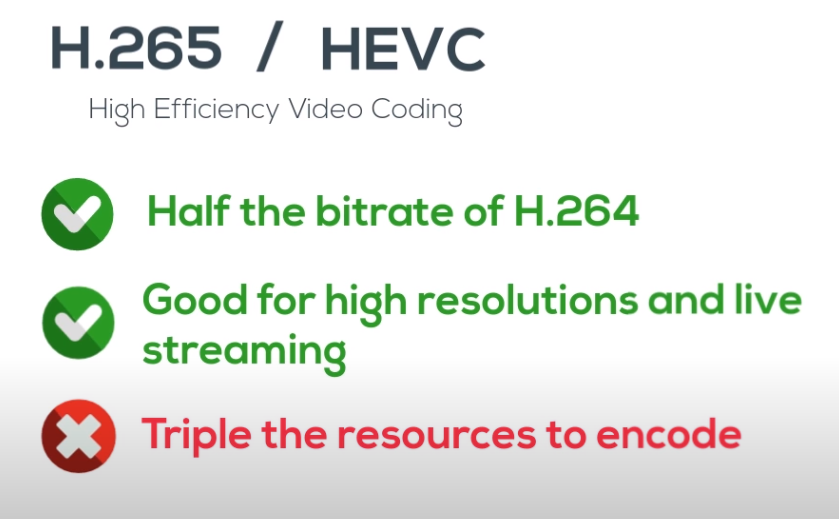 H.265 / HEVC
High Efficiency Video Coding
Half the bitrate of H.264
Good for high resolutions and live
streaming
Triple the resources to encode